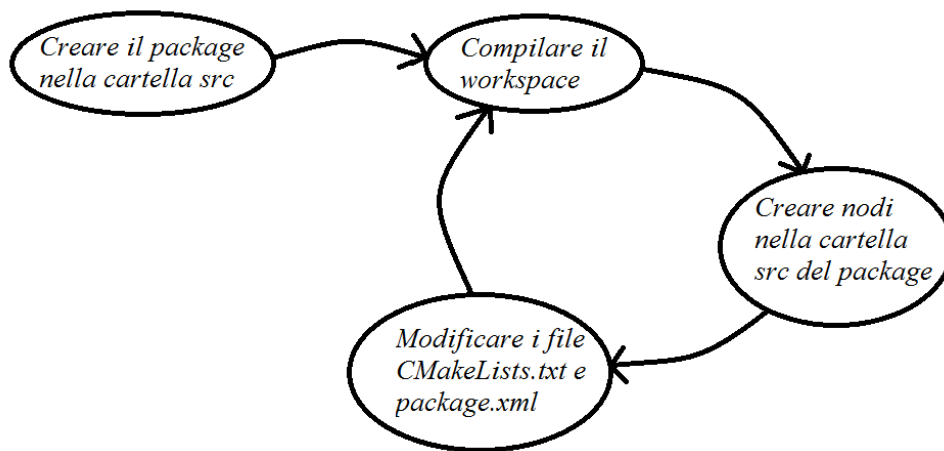 Creare il package
nella cartella src
Compilare il
workspace
Creare nodi
nella cartella
src del package
Modificare i file
CMakeLists.txt e
package.xml